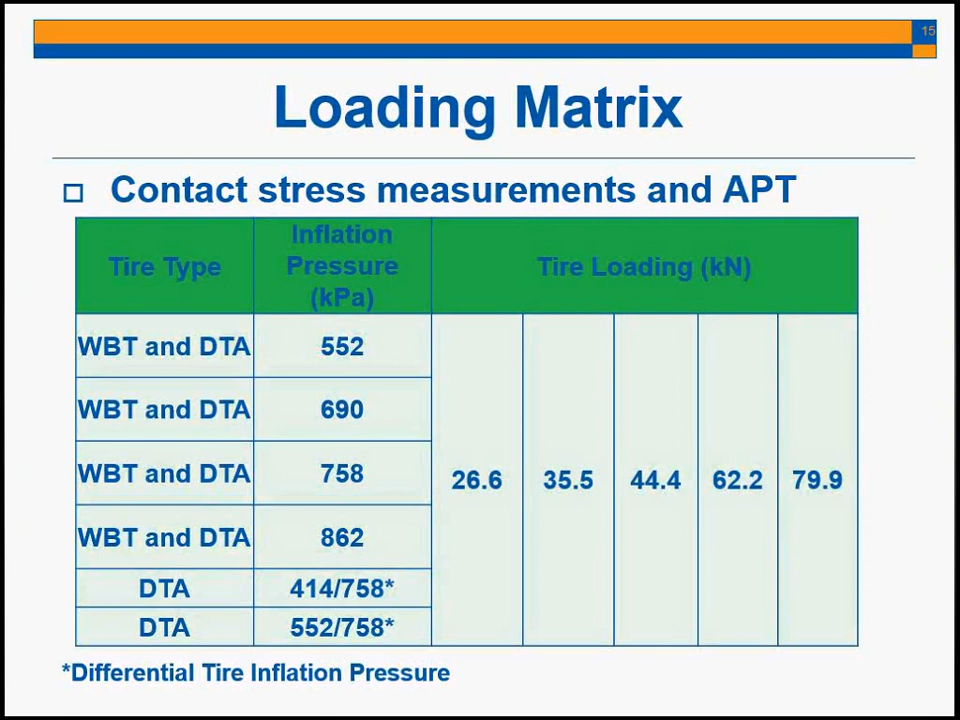 15
Loading Matrix
Contact stress measurements and APT
Tire Type
Inflation
Pressure
(kPa)
Tire Loading (kN)
WBT and DTA 552
WBT and DTA 690
WBT and DTA 758
26.6 35.5 44.4 62.2 79.9
WBT and DTA 862
DTA 414/758*
DTA 552/758*
*Differential Tire Inflation Pressure